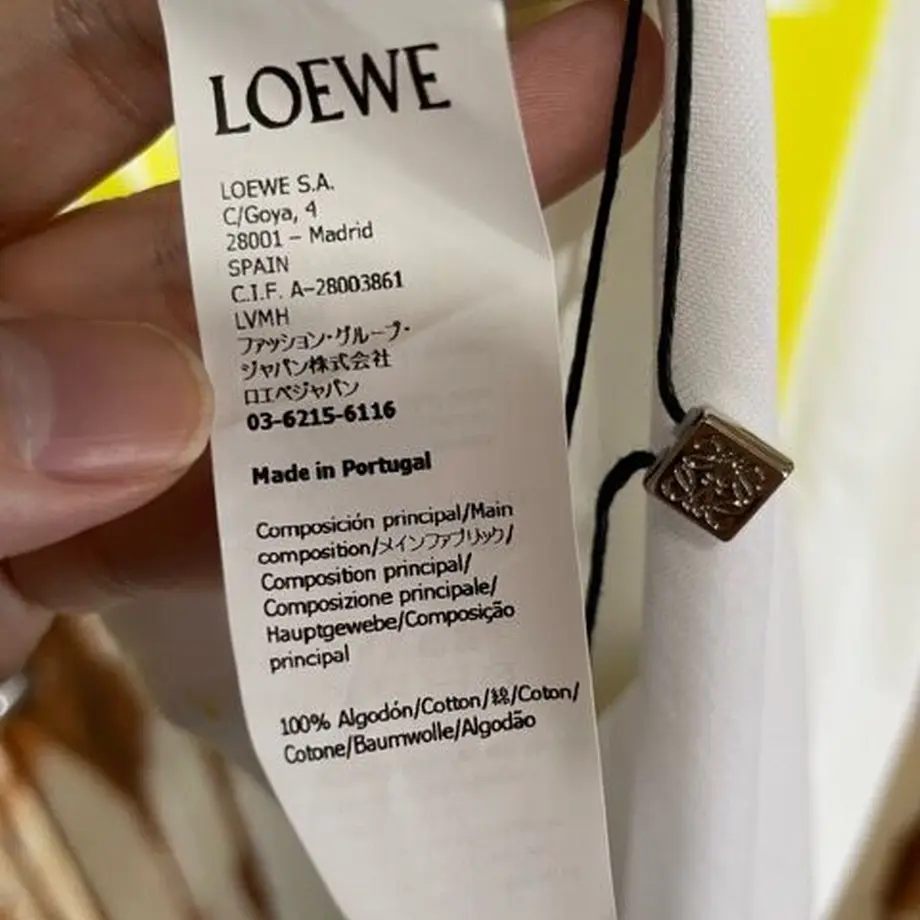 LOEWE
LOEWE S.A.
C/Goya, 4
28001 – Madrid
SPAIN
C.I.F. A-28003861
LVMH
ファッション・グループ・
ジャパン株式会社
ロエベジャパン
03-6215-6116
Made in Portugal
Composición principal/Main
composition/メインファブリック/
Composition principal/
Composizione principale/
Hauptgewebe/Composição
principal
100% Algodón/Cotton/綿/Coton/
Cotone/Baumwolle/Algodão